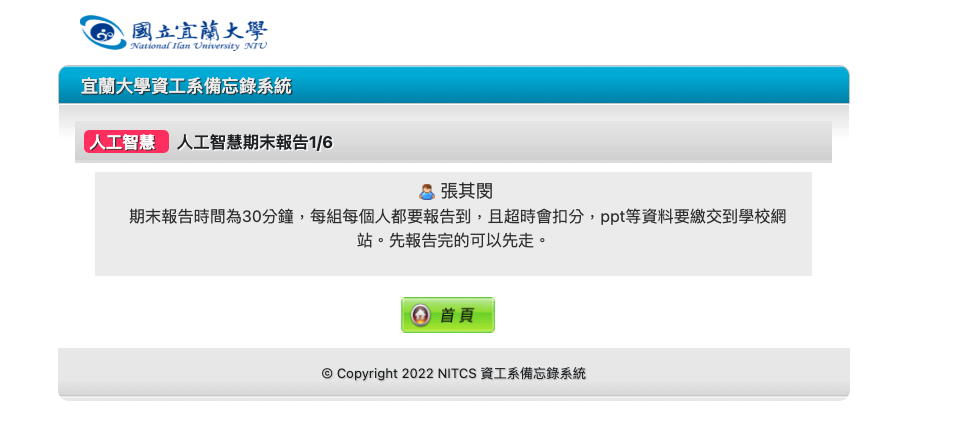 國立宜蘭大學
National Ilan University NIU
宜蘭大學資工系備忘錄系統
人工智慧 人工智慧期末報告1/6
張其閔
期末報告時間為30分鐘，每組每個人都要報告到，且超時會扣分，ppt等資料要繳交到學校網
站。先報告完的可以先走。
首頁
© Copyright 2022 NITCS 資工系備忘錄系統